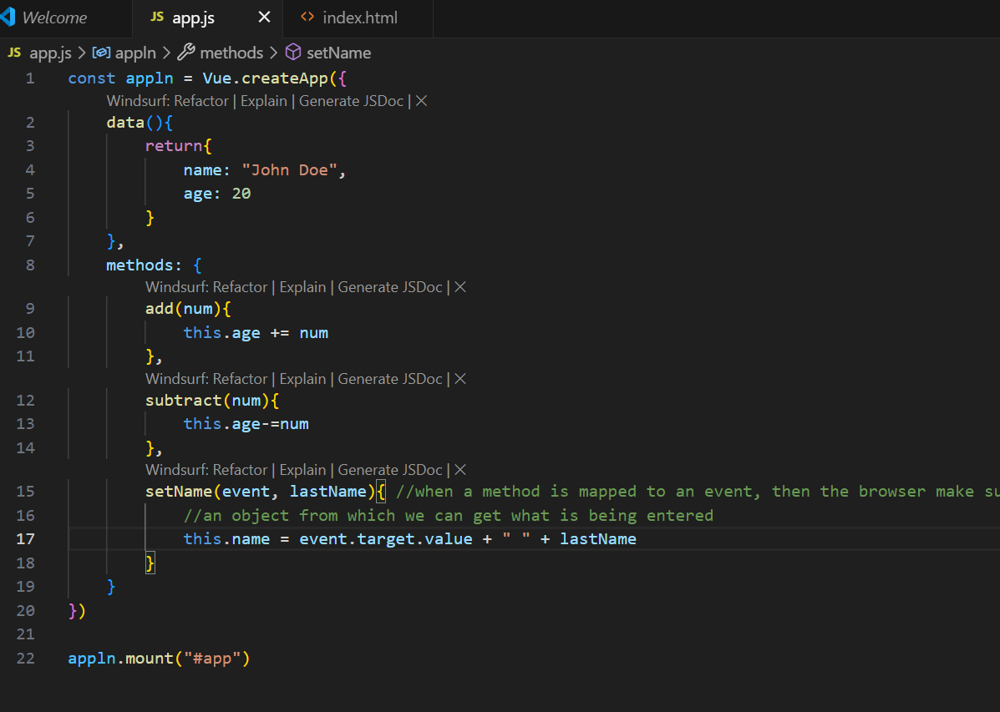 Welcome JS app.js × <> index.html
JS app.js > appln > methods > setName
1 const appln = Vue.createApp({
Windsurf: Refactor | Explain | Generate JSDoc | ×
2 data(){
3 return{
4 name: "John Doe",
5 age: 20
6 }
7 },
8 methods: {
Windsurf: Refactor | Explain | Generate JSDoc | ×
9 add(num){
10 this.age += num
11 },
Windsurf: Refactor | Explain | Generate JSDoc | ×
12 subtract(num){
13 this.age-=num
14 },
Windsurf: Refactor | Explain | Generate JSDoc | ×
15 setName(event, lastName){ //when a method is mapped to an event, then the browser make su
16 //an object from which we can get what is being entered
17 this.name = event.target.value + " " + lastName
18 }
19 }
20 })
21
22 appln.mount("#app")